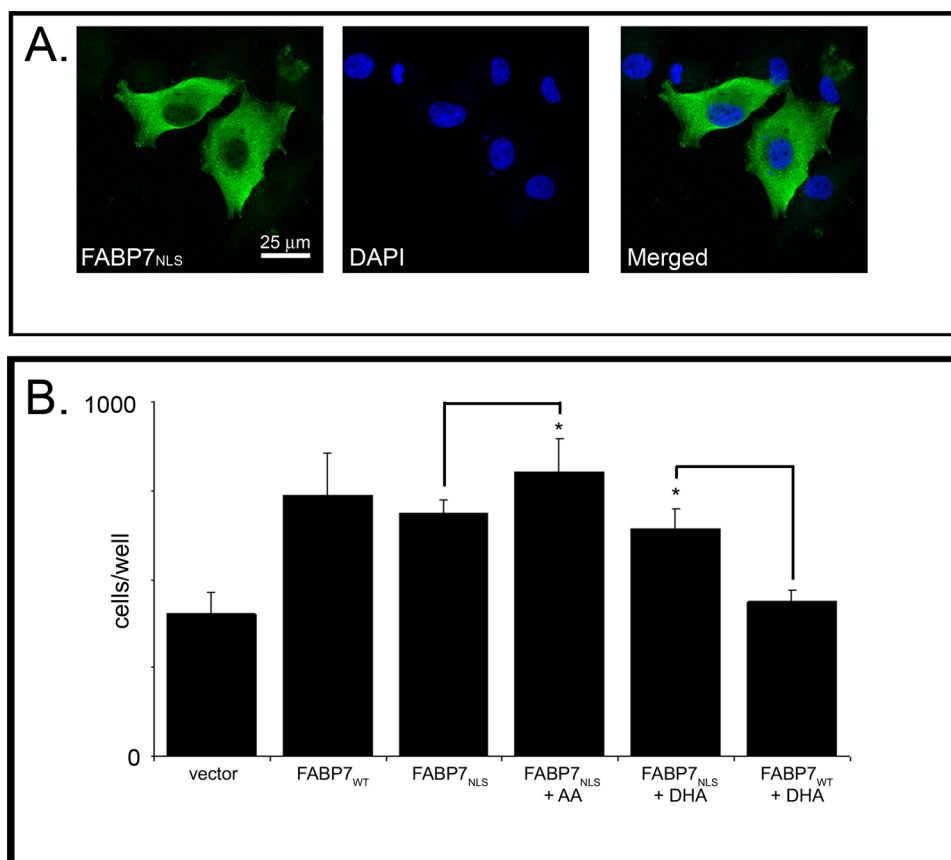 A.
FABP7NLS
25 μm
DAPI
Merged
B.
1000
cells/well
0
*
*
vector
FABP7WT
FABP7NLS
FABP7NLS
+ AA
FABP7NLS
+ DHA
FABP7WT
+ DHA